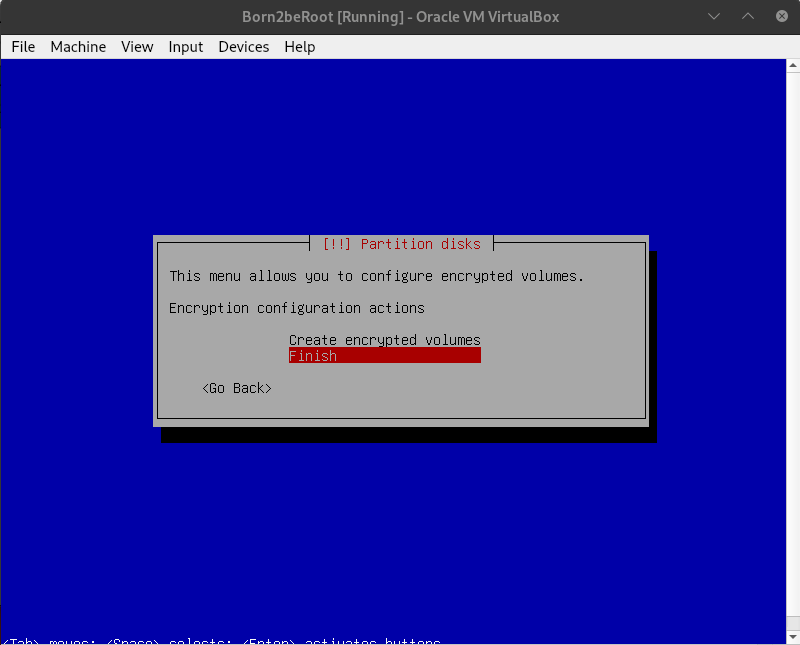 Born2beRoot [Running] - Oracle VM VirtualBox
File Machine View Input Devices Help
[!!] Partition disks
This menu allows you to configure encrypted volumes.
Encryption configuration actions
Create encrypted volumes
Finish
<Go Back>
<Tab> moves; <Space> selects; <Enter> activates buttons